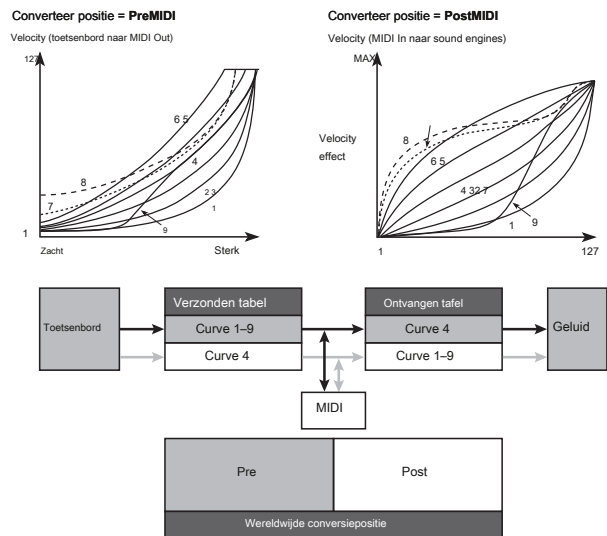 Converteer positie = PreMIDI
Velocity (toetsenbord naar MIDI Out)
127
6 5
4
8
7
2 3
1
9
1
Zacht
Sterk
Converteer positie = PostMIDI
Velocity (MIDI In naar sound engines)
MAX
Velocity
effect
8
6 5
4 32 7
1
9
1
127
Toetsenbord
Verzonden tabel
Curve 1–9
Curve 4
Ontvangen tafel
Curve 4
Curve 1–9
Geluid
MIDI
Pre
Post
Wereldwijde conversiepositie